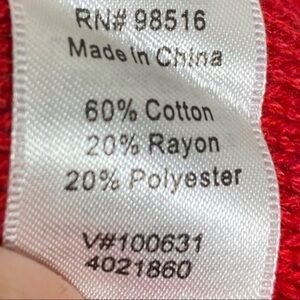 RN# 98516
Made in China
60% Cotton
20% Rayon
20% Polyester
V#100631
4021860